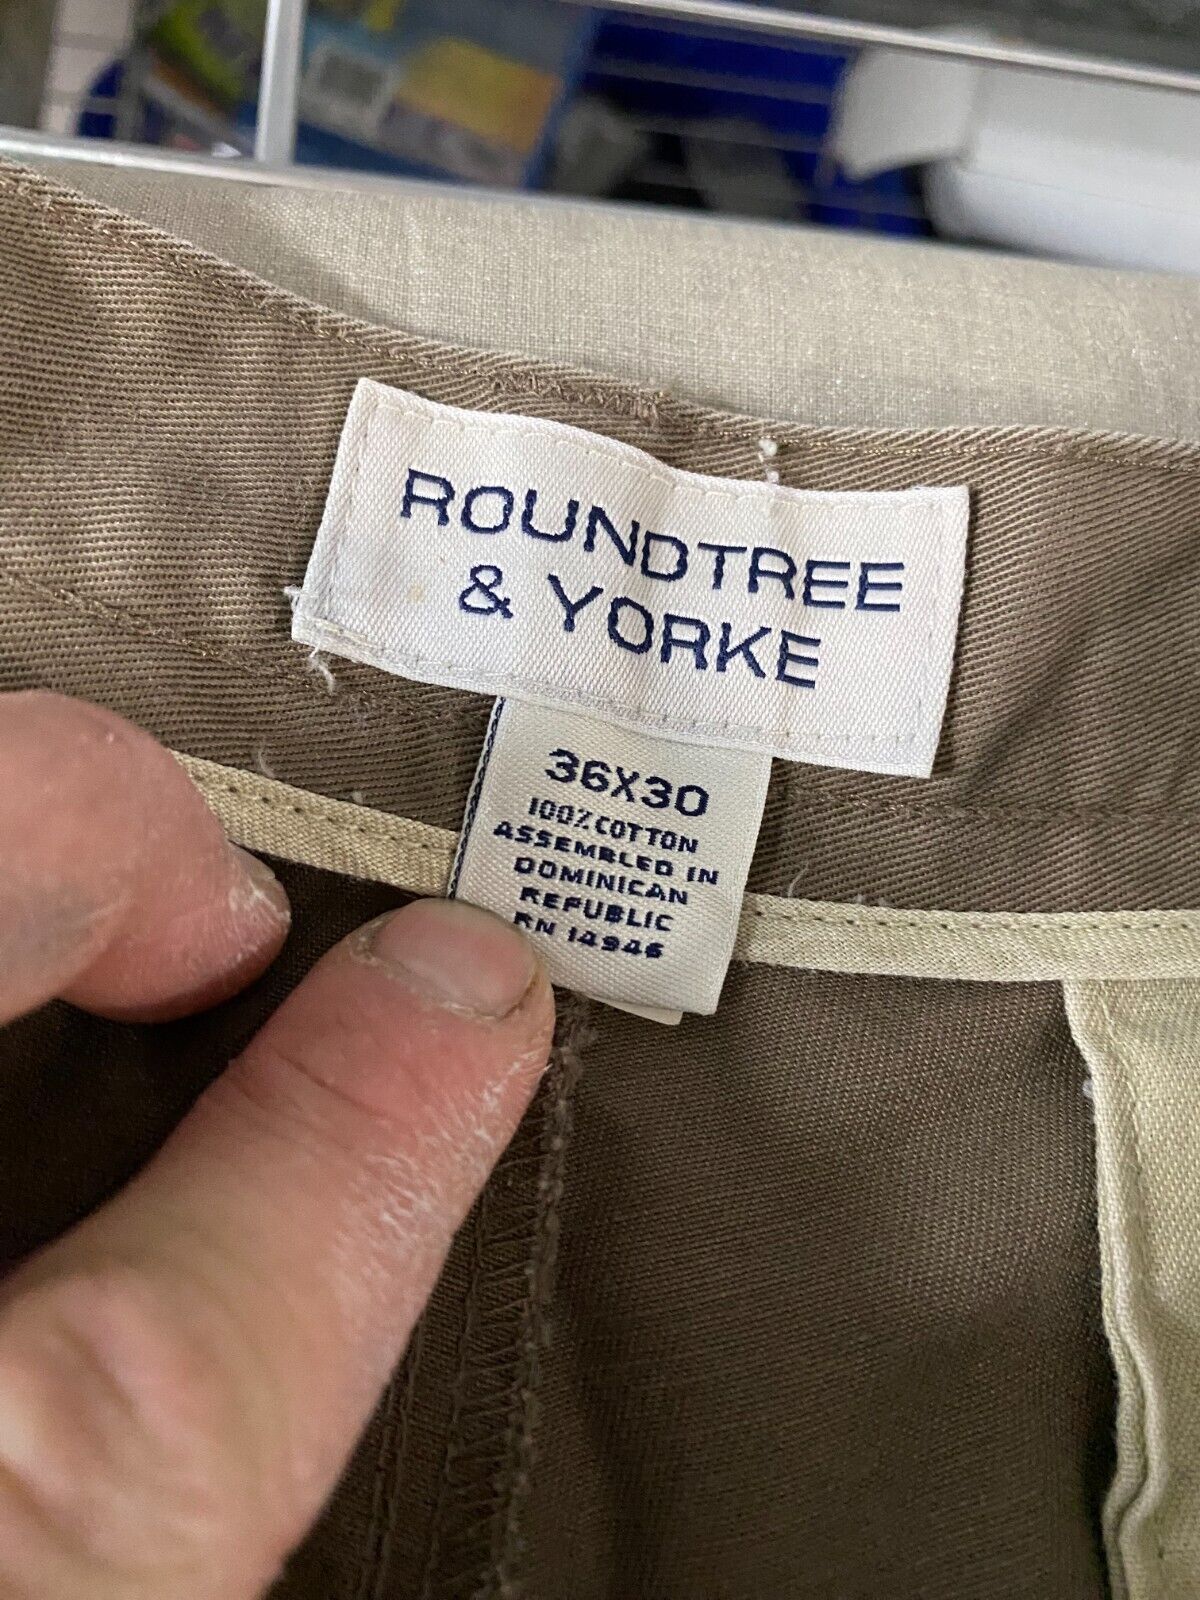 ROUNDTREE
& YORKE
36X30
100% COTTON
ASSEMBLED IN
DOMINICAN
REPUBLIC
RN 14946